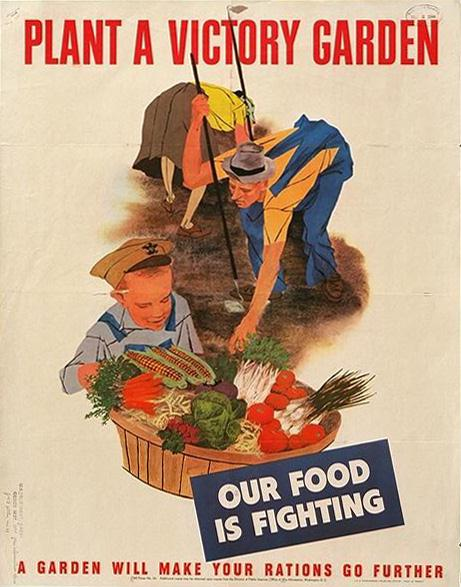 PLANT A VICTORY GARDEN
OUR FOOD
IS FIGHTING
A GARDEN WILL MAKE YOUR RATIONS GO FURTHER